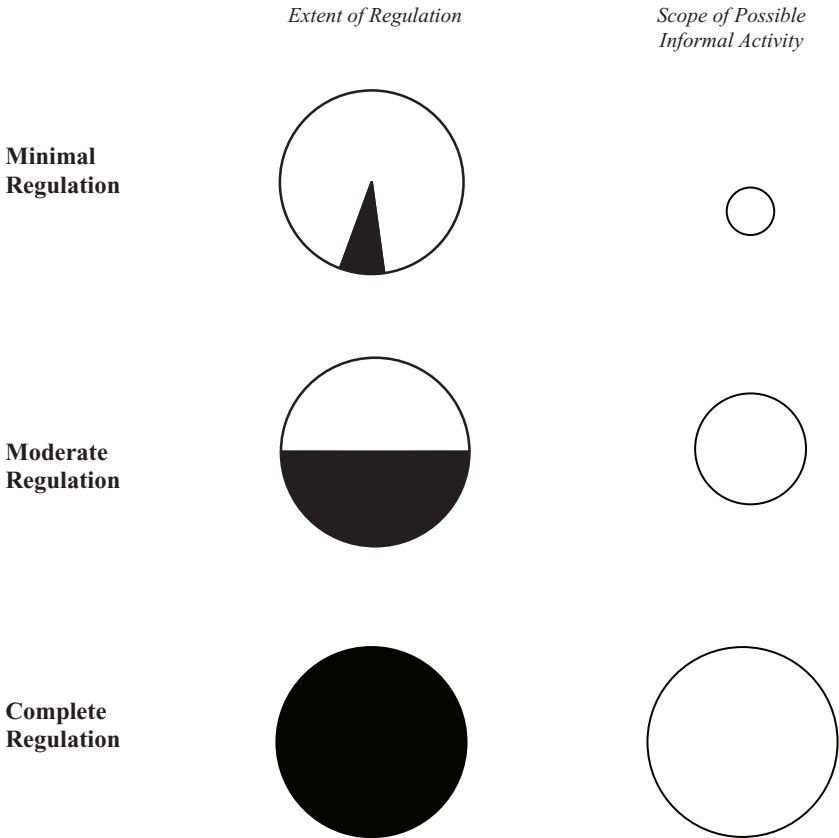 Extent of Regulation
Scope of Possible
Informal Activity
Minimal
Regulation
Moderate
Regulation
Complete
Regulation